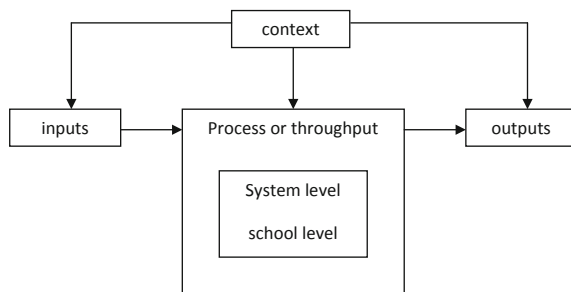 context
inputs
Process or throughput
outputs
System level
school level